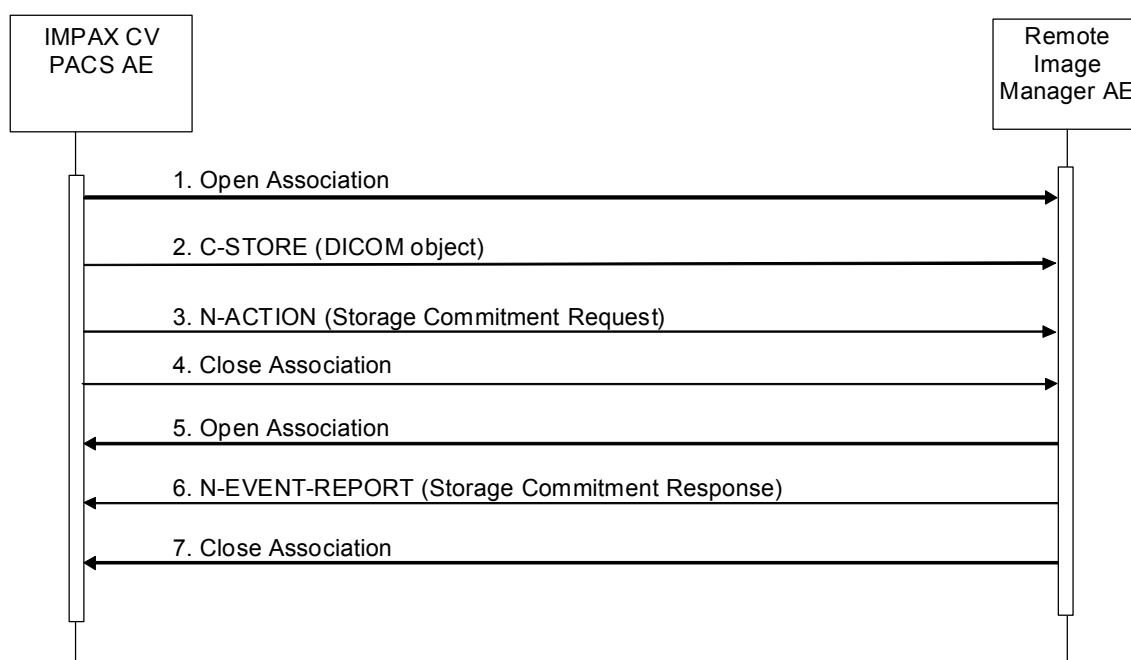 IMPAX CV
PACS AE
Remote
Image
Manager AE
1. Open Association
2. C-STORE (DICOM object)
3. N-ACTION (Storage Commitment Request)
4. Close Association
5. Open Association
6. N-EVENT-REPORT (Storage Commitment Response)
7. Close Association